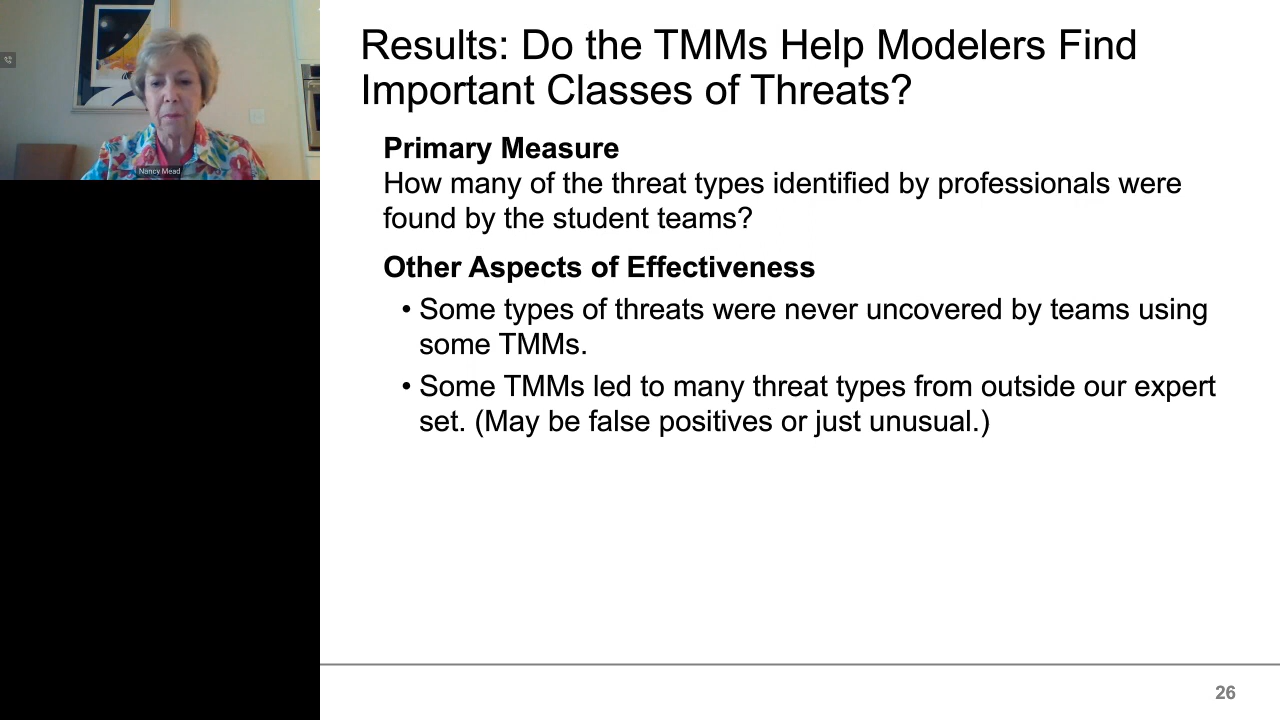 Nancy Mead
Results: Do the TMMs Help Modelers Find
Important Classes of Threats?
Primary Measure
How many of the threat types identified by professionals were
found by the student teams?
Other Aspects of Effectiveness
• Some types of threats were never uncovered by teams using
some TMMs.
• Some TMMs led to many threat types from outside our expert
set. (May be false positives or just unusual.)
26